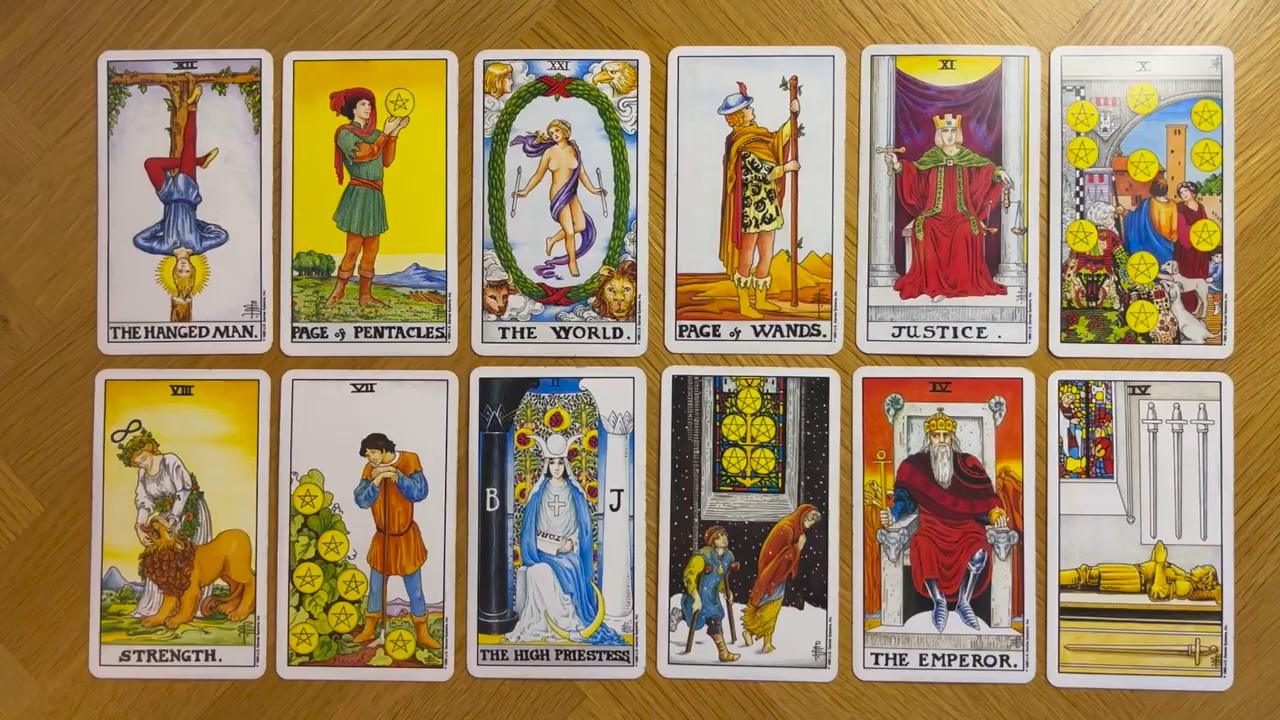 XII
THE HANGED MAN.
PAGE of PENTACLES.
XXI
THE WORLD.
PAGE of WANDS.
XI
JUSTICE.
X
VIII
STRENGTH.
VII
II
B
J
TORA
THE HIGH PRIESTESS
V
IV
THE EMPEROR.
IV